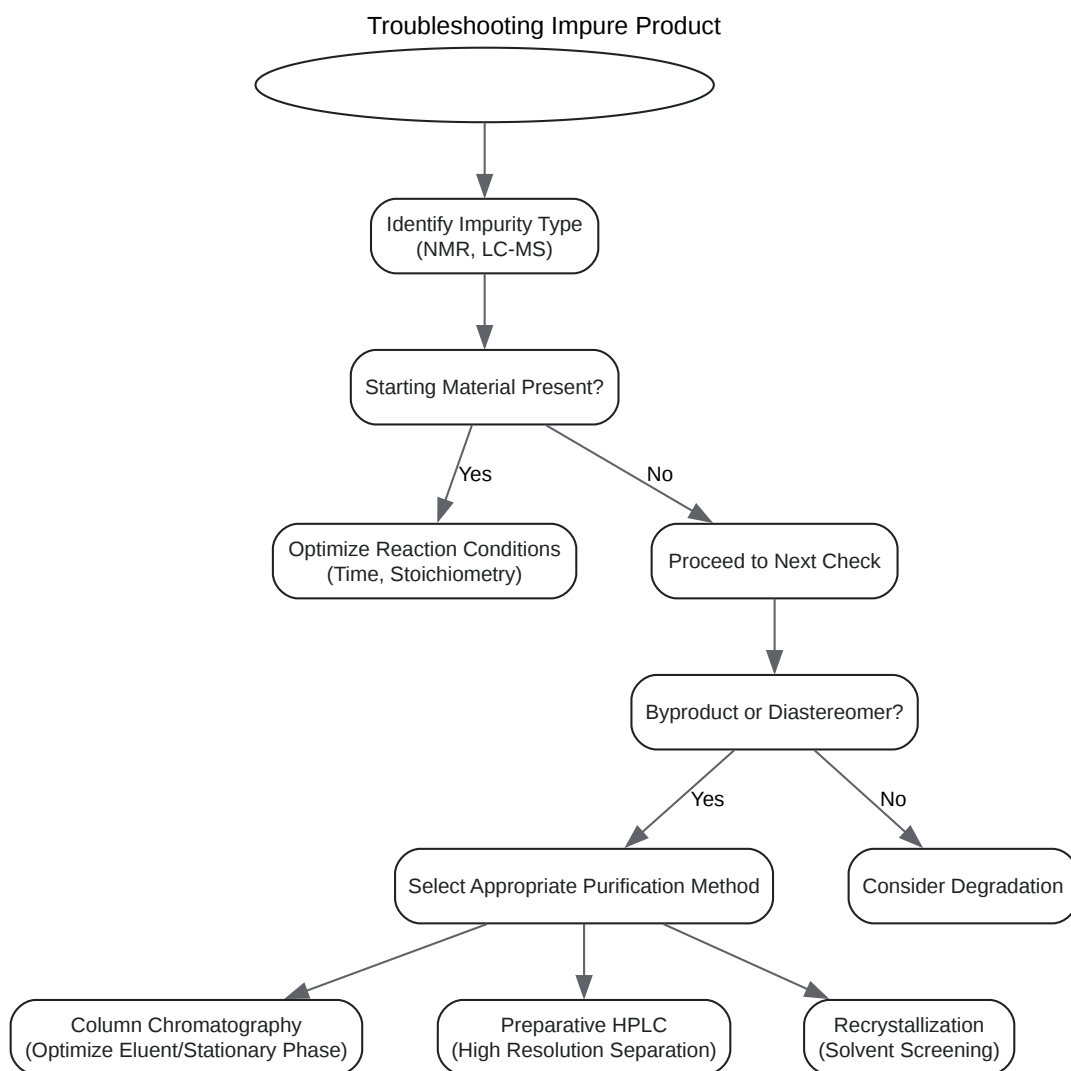 Troubleshooting Impure Product
Identify Impurity Type
(NMR, LC-MS)
Starting Material Present?
Yes
No
Optimize Reaction Conditions
(Time, Stoichiometry)
Proceed to Next Check
Byproduct or Diastereomer?
Yes
No
Select Appropriate Purification Method
Consider Degradation
Column Chromatography
(Optimize Eluent/Stationary Phase)
Preparative HPLC
(High Resolution Separation)
Recrystallization
(Solvent Screening)